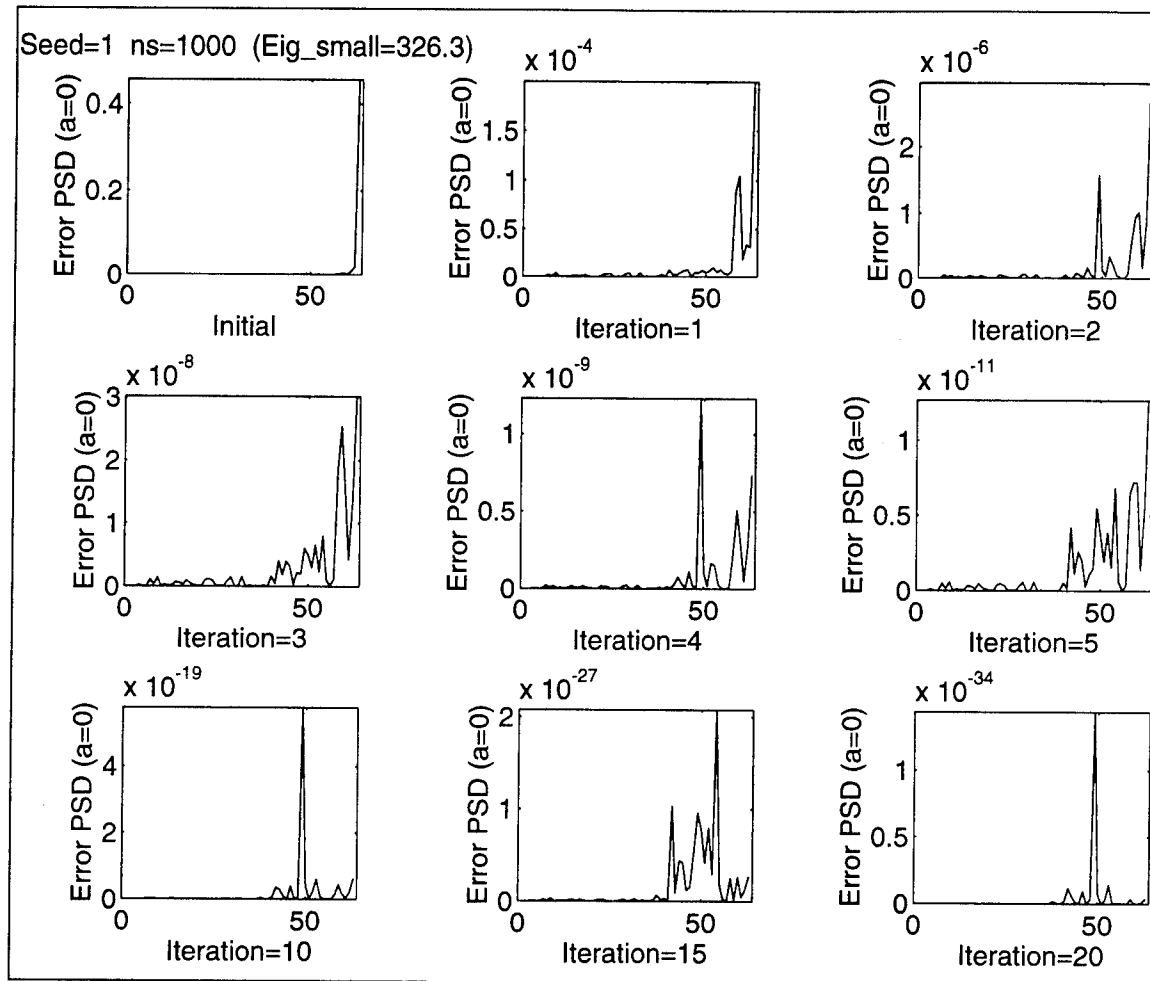 Seed=1 ns=1000 (Eig_small=326.3)
Error PSD (a=0)
0.4
0.2
0
0 50
Initial
x 10^-4
Error PSD (a=0)
1.5
1
0.5
0
0 50
Iteration=1
x 10^-6
Error PSD (a=0)
2
1
0
0 50
Iteration=2
x 10^-8
Error PSD (a=0)
3
2
1
0
0 50
Iteration=3
x 10^-9
Error PSD (a=0)
1
0.5
0
0 50
Iteration=4
x 10^-11
Error PSD (a=0)
1
0.5
0
0 50
Iteration=5
x 10^-19
Error PSD (a=0)
4
2
0
0 50
Iteration=10
x 10^-27
Error PSD (a=0)
2
1
0
0 50
Iteration=15
x 10^-34
Error PSD (a=0)
1
0.5
0
0 50
Iteration=20